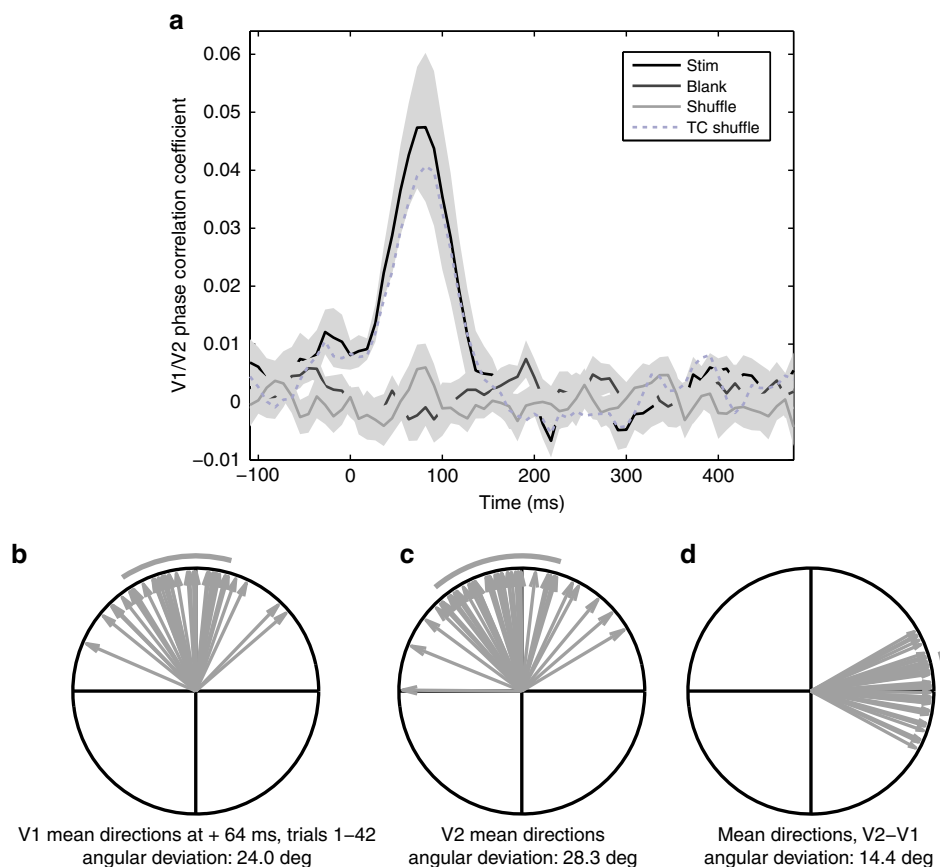 a
V1/V2 phase correlation coefficient
0.06
0.05
0.04
0.03
0.02
0.01
0
−0.01
Stim
Blank
Shuffle
TC shuffle
−100
0
100
200
300
400
Time (ms)
b
c
d
V1 mean directions at + 64 ms, trials 1–42
angular deviation: 24.0 deg
V2 mean directions
angular deviation: 28.3 deg
Mean directions, V2–V1
angular deviation: 14.4 deg